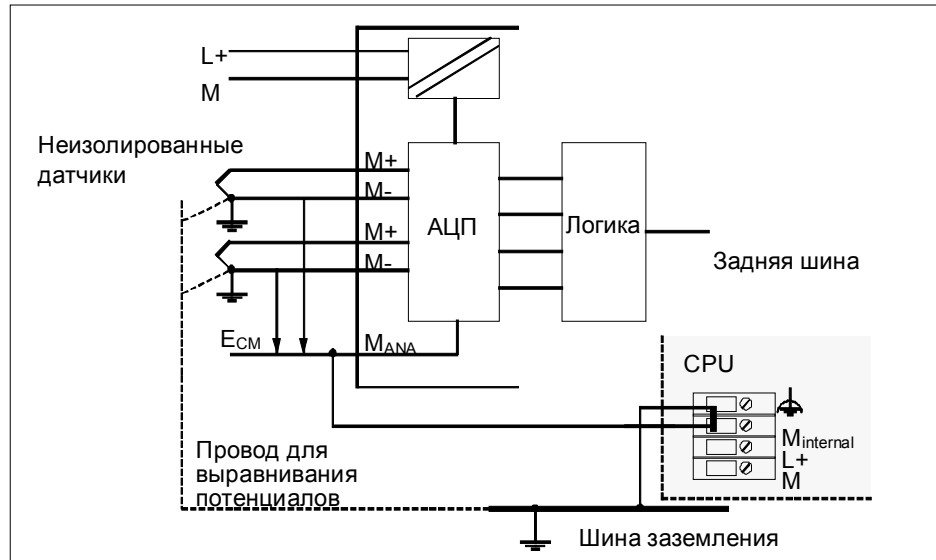 L+
M
Неизолированные
датчики
M+
M-
M+
M-
АЦП
Логика
Задняя шина
ECM
MANA
CPU
Minternal
L+
M
Провод для
выравнивания
потенциалов
Шина заземления